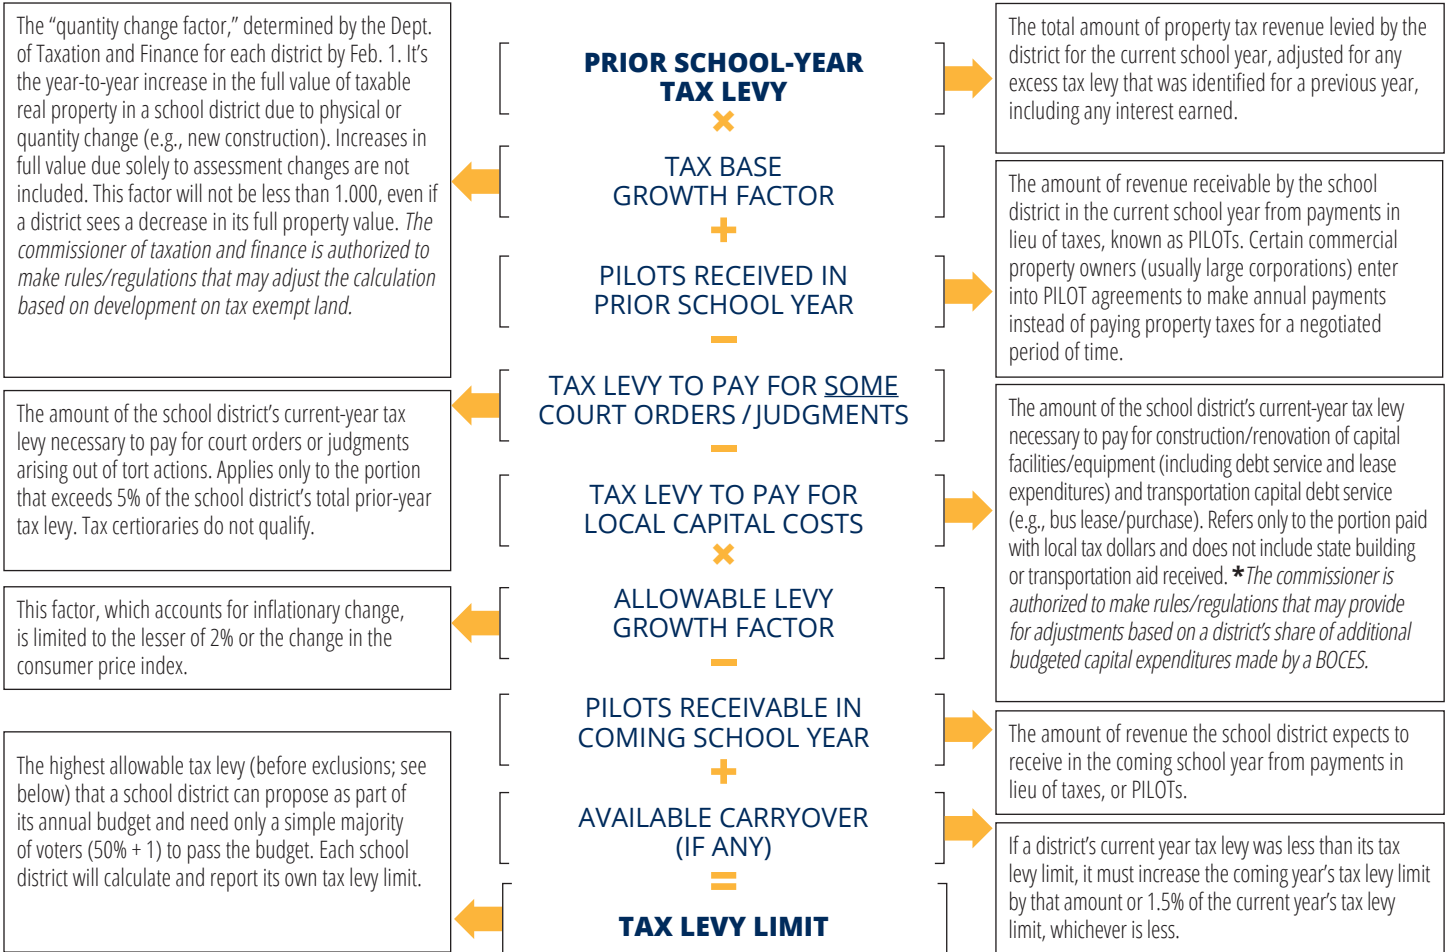 The “quantity change factor,” determined by the Dept.
of Taxation and Finance for each district by Feb. 1. It’s
the year-to-year increase in the full value of taxable
real property in a school district due to physical or
quantity change (e.g., new construction). Increases in
full value due solely to assessment changes are not
included. This factor will not be less than 1.000, even if
a district sees a decrease in its full property value. The
commissioner of taxation and finance is authorized to
make rules/regulations that may adjust the calculation
based on development on tax exempt land.
The amount of the school district’s current-year tax
levy necessary to pay for court orders or judgments
arising out of tort actions. Applies only to the portion
that exceeds 5% of the school district’s total prior-year
tax levy. Tax certioraries do not qualify.
This factor, which accounts for inflationary change,
is limited to the lesser of 2% or the change in the
consumer price index.
The highest allowable tax levy (before exclusions; see
below) that a school district can propose as part of
its annual budget and need only a simple majority
of voters (50% + 1) to pass the budget. Each school
district will calculate and report its own tax levy limit.
PRIOR SCHOOL-YEAR
TAX LEVY
×
TAX BASE
GROWTH FACTOR
+
PILOTS RECEIVED IN
PRIOR SCHOOL YEAR
−
TAX LEVY TO PAY FOR SOME
COURT ORDERS / JUDGMENTS
−
TAX LEVY TO PAY FOR
LOCAL CAPITAL COSTS
×
ALLOWABLE LEVY
GROWTH FACTOR
−
PILOTS RECEIVABLE IN
COMING SCHOOL YEAR
+
AVAILABLE CARRYOVER
(IF ANY)
=
TAX LEVY LIMIT
The total amount of property tax revenue levied by the
district for the current school year, adjusted for any
excess tax levy that was identified for a previous year,
including any interest earned.
The amount of revenue receivable by the school
district in the current school year from payments in
lieu of taxes, known as PILOTs. Certain commercial
property owners (usually large corporations) enter
into PILOT agreements to make annual payments
instead of paying property taxes for a negotiated
period of time.
The amount of the school district’s current-year tax levy
necessary to pay for construction/renovation of capital
facilities/equipment (including debt service and lease
expenditures) and transportation capital debt service
(e.g., bus lease/purchase). Refers only to the portion paid
with local tax dollars and does not include state building
or transportation aid received. *The commissioner is
authorized to make rules/regulations that may provide
for adjustments based on a district’s share of additional
budgeted capital expenditures made by a BOCES.
The amount of revenue the school district expects to
receive in the coming school year from payments in
lieu of taxes, or PILOTs.
If a district’s current year tax levy was less than its tax
levy limit, it must increase the coming year’s tax levy limit
by that amount or 1.5% of the current year’s tax levy
limit, whichever is less.